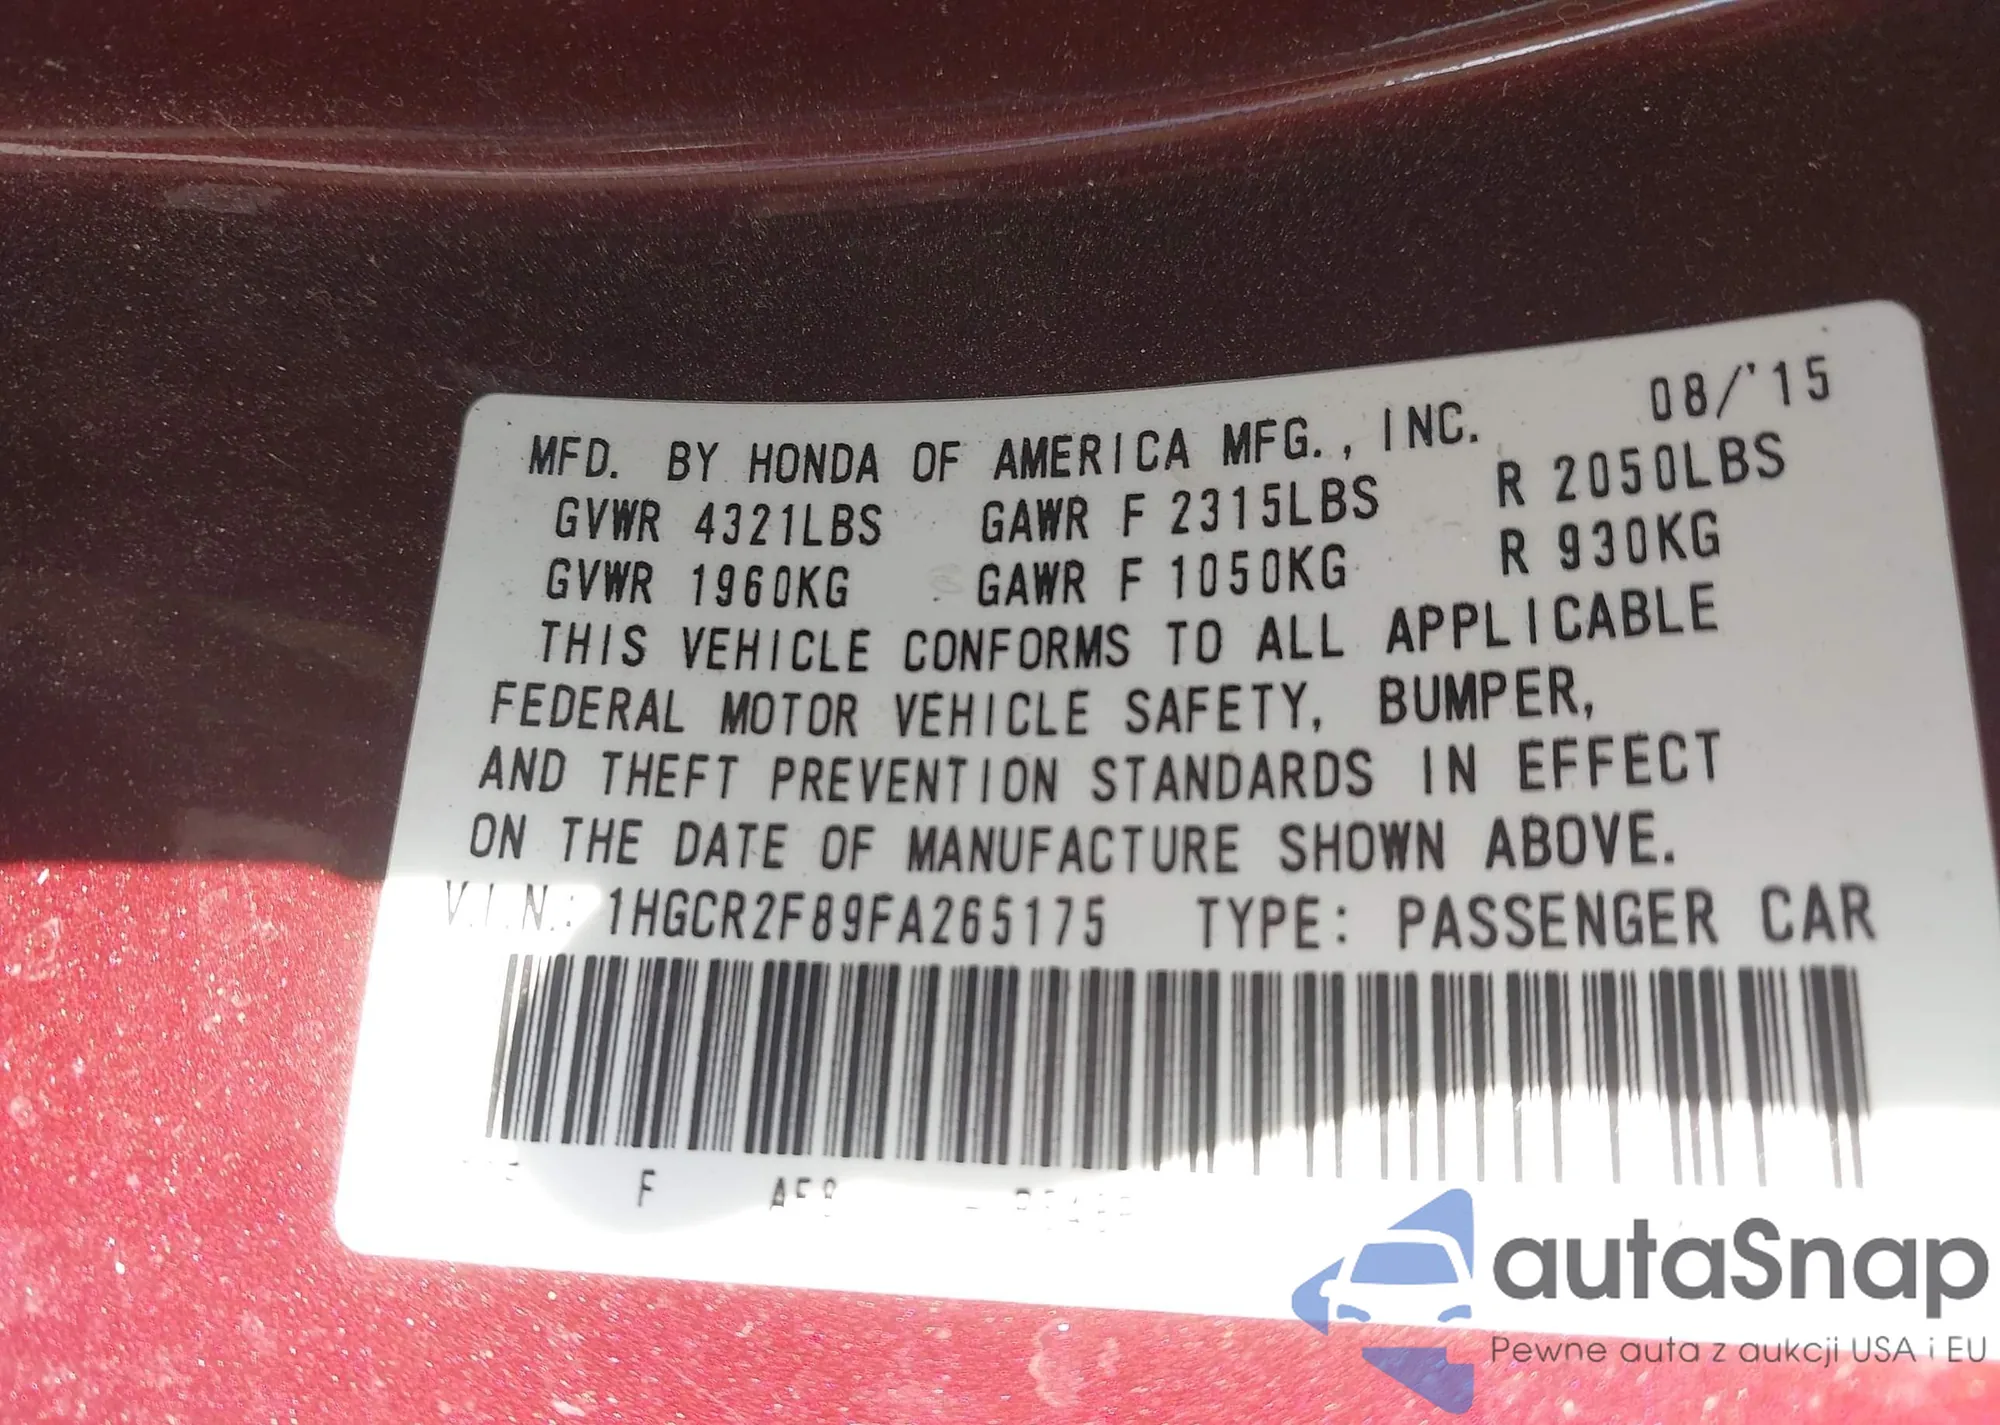 MFD. BY HONDA OF AMERICA MFG., INC. 08/'15
GVWR 4321LBS GAWR F 2315LBS R 2050LBS
GVWR 1960KG GAWR F 1050KG R 930KG
THIS VEHICLE CONFORMS TO ALL APPLICABLE
FEDERAL MOTOR VEHICLE SAFETY, BUMPER,
AND THEFT PREVENTION STANDARDS IN EFFECT
ON THE DATE OF MANUFACTURE SHOWN ABOVE.
V.I.N.: 1HGCR2F89FA265175 TYPE: PASSENGER CAR
F
autaSnap
Pewne auta z aukcji USA i EU